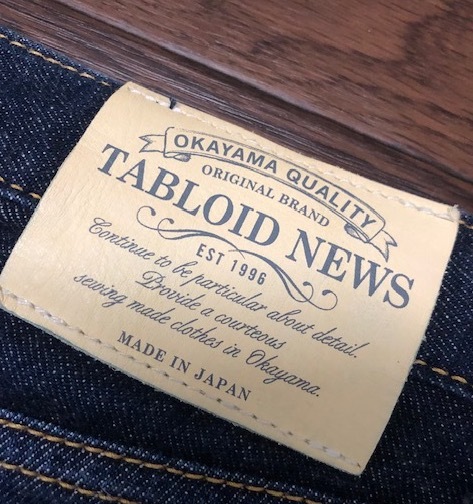 OKAYAMA QUALITY
ORIGINAL BRAND
TABLOID NEWS
EST 1996
Continue to be particular about detail.
Provide a courteous
sewing made clothes in Okayama.
MADE IN JAPAN